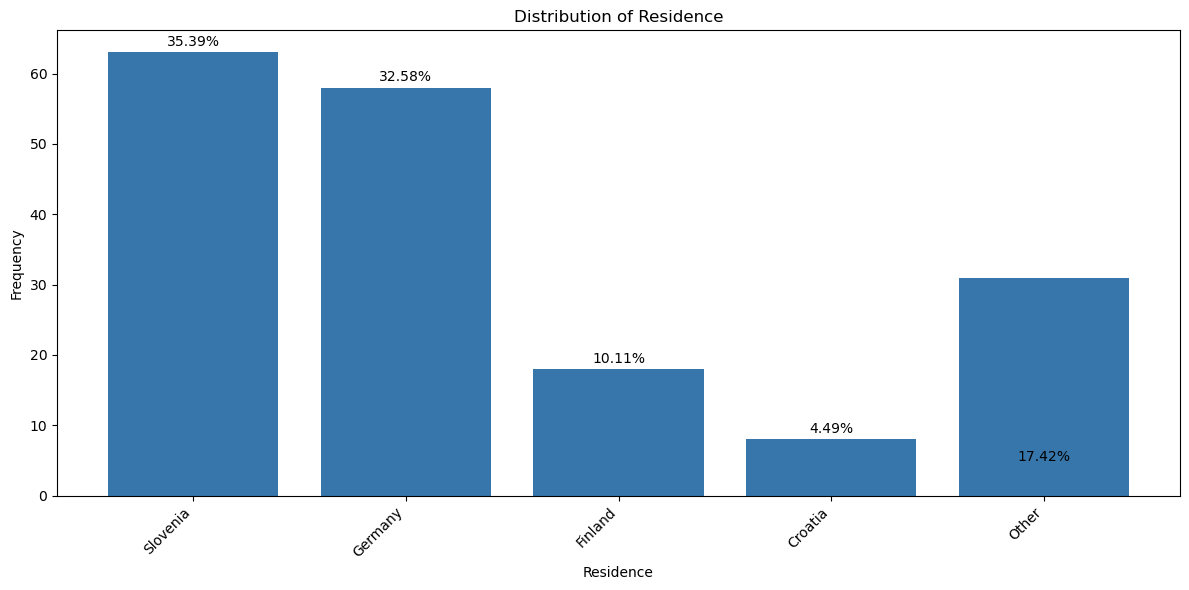 Distribution of Residence
35.39%
32.58%
10.11%
4.49%
17.42%
60
50
40
30
20
10
0
Frequency
Slovenia
Germany
Finland
Croatia
Other
Residence